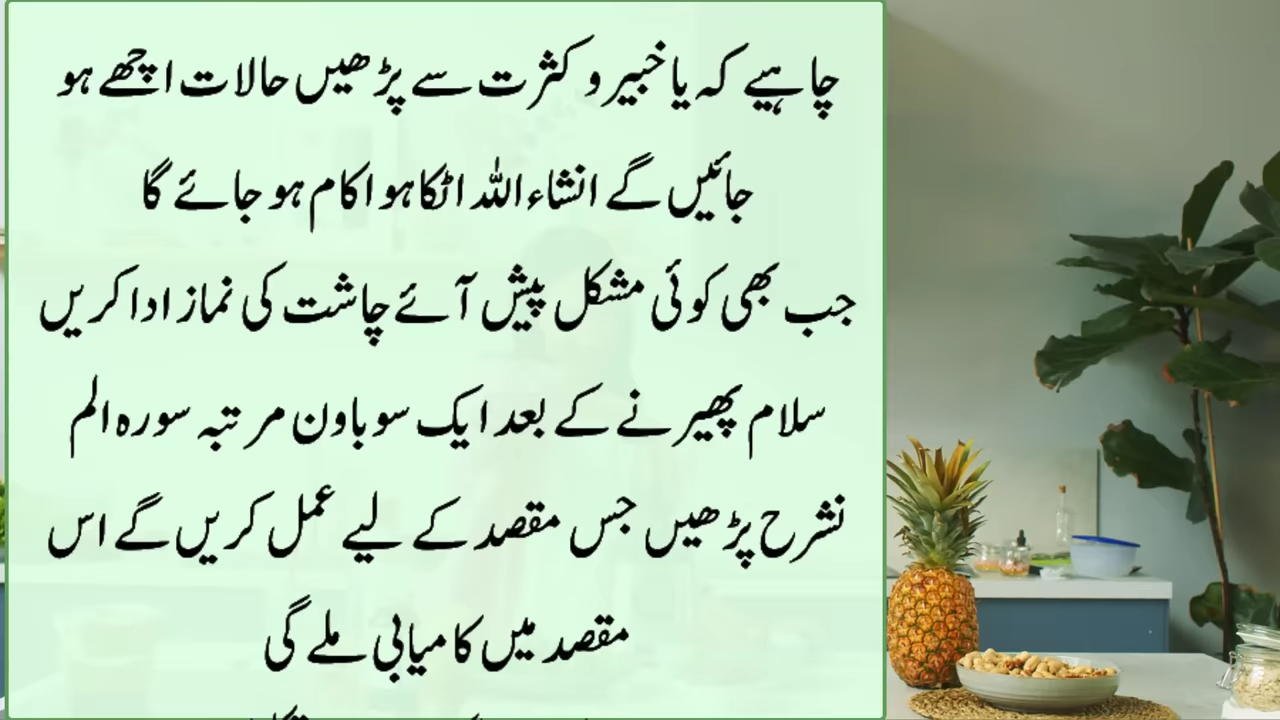 چاہیے کہ یا خبیر و کثرت سے پڑھیں حالات اچھے ہو
جائیں گے انشاء اللہ اٹکا ہوا کام ہو جائے گا
جب بھی کوئی مشکل پیش آئے چاشت کی نماز ادا کریں
سلام پھیرنے کے بعد ایک سو باون مرتبہ سورہ الم
نشرح پڑھیں جس مقصد کے لیے عمل کریں گے اس
مقصد میں کامیابی ملے گی